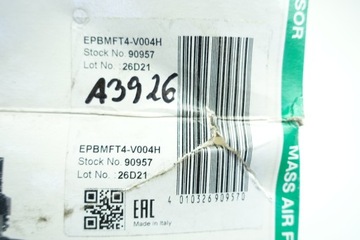 EPBMFT4-V004H
Stock No. 90957
Lot No. :26D21
A3926
EPBMFT4-V004H
Stock No. 90957
Lot No. :26D21
EAC
Made in Italy
4 010326 909570
SOR
MASS AIR F